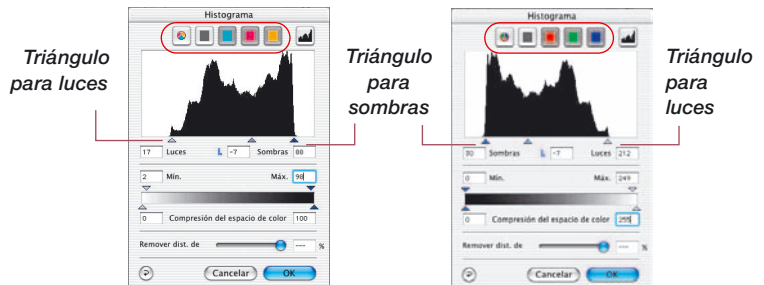 Histograma
Triángulo
para luces
17 Luces L -7 Sombras 88
2 Mín. Máx. 98
0 Compresión del espacio de color 100
Remover dist. de --- %
Cancelar OK
Triángulo
para
sombras
Histograma
30 Sombras L -7 Luces 212
0 Mín. Máx. 249
0 Compresión del espacio de color 255
Remover dist. de --- %
Cancelar OK
Triángulo
para
luces